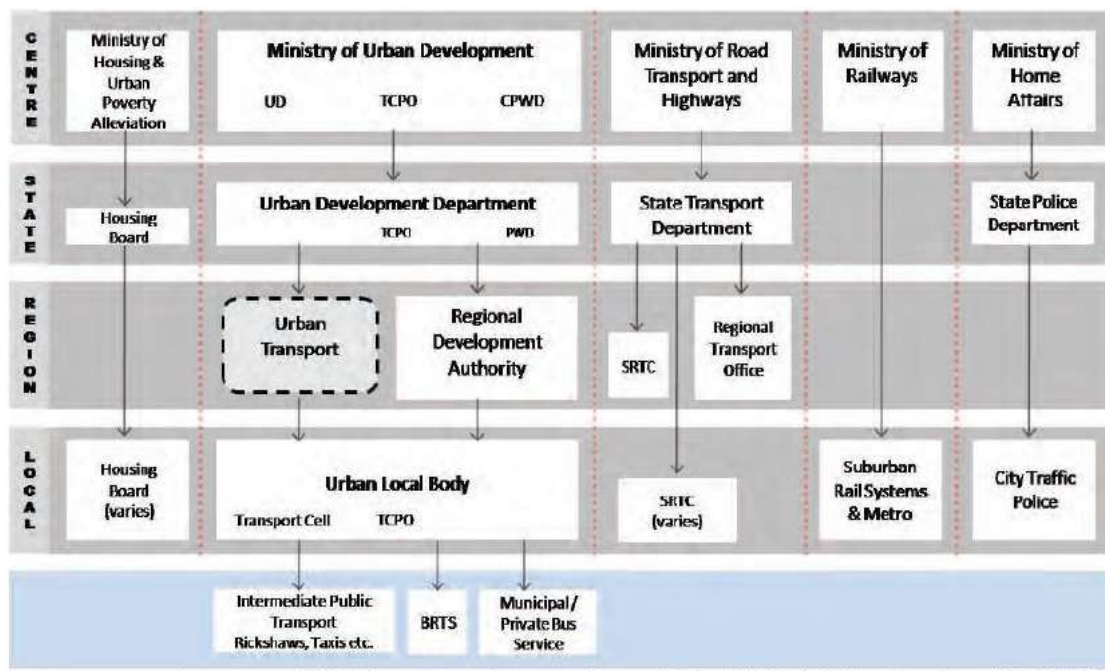 CENTRE
Ministry of
Housing &
Urban
Poverty
Alleviation
Ministry of Urban Development
UD TCPO CPWD
Ministry of Road
Transport and
Highways
Ministry of
Railways
Ministry of
Home
Affairs
STATE
Housing
Board
Urban Development Department
TCPO PWD
State Transport
Department
State Police
Department
REGION
Urban
Transport
Regional
Development
Authority
SRTC
Regional
Transport
Office
LOCAL
Housing
Board
(varies)
Urban Local Body
Transport Cell TCPO
SRTC
(varies)
Suburban
Rail Systems
& Metro
City Traffic
Police
Intermediate Public
Transport
Rickshaws, Taxis etc.
BRTS
Municipal/
Private Bus
Service